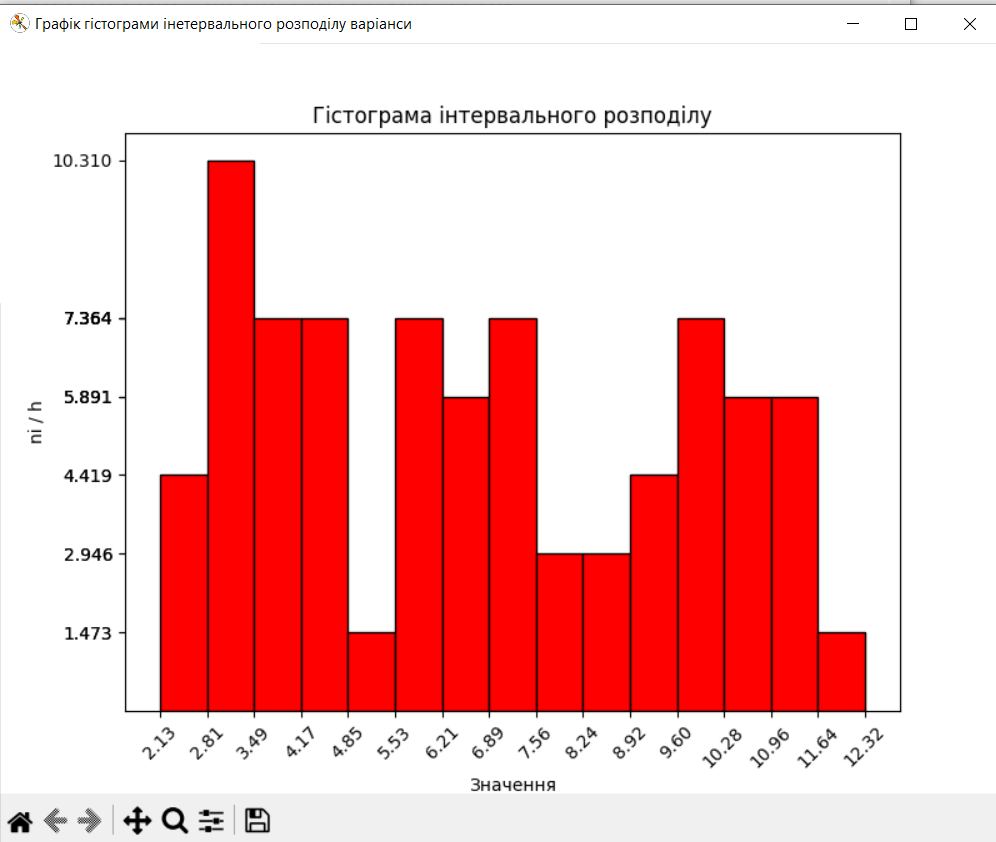 Графік гістограми інетервального розподілу варіанси
Гістограма інтервального розподілу
10.310
7.364
5.891
4.419
2.946
1.473
ni / h
2.13 2.81 3.49 4.17 4.85 5.53 6.21 6.89 7.56 8.24 8.92 9.60 10.28 10.96 11.64 12.32
Значення